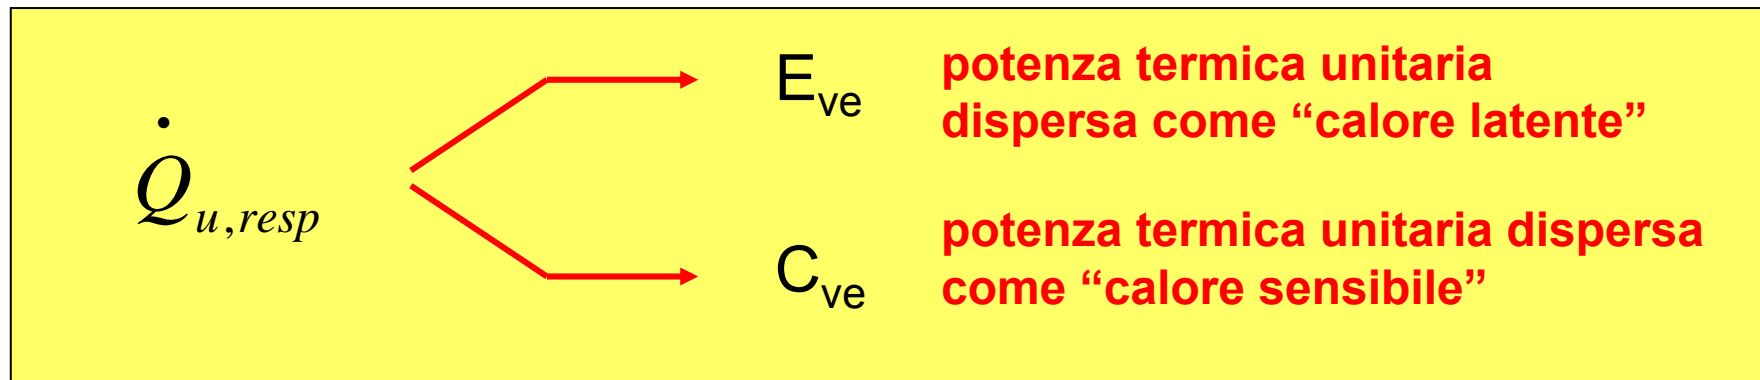 Q̇u,resp
Eve
potenza termica unitaria
dispersa come “calore latente”
Cve
potenza termica unitaria dispersa
come “calore sensibile”